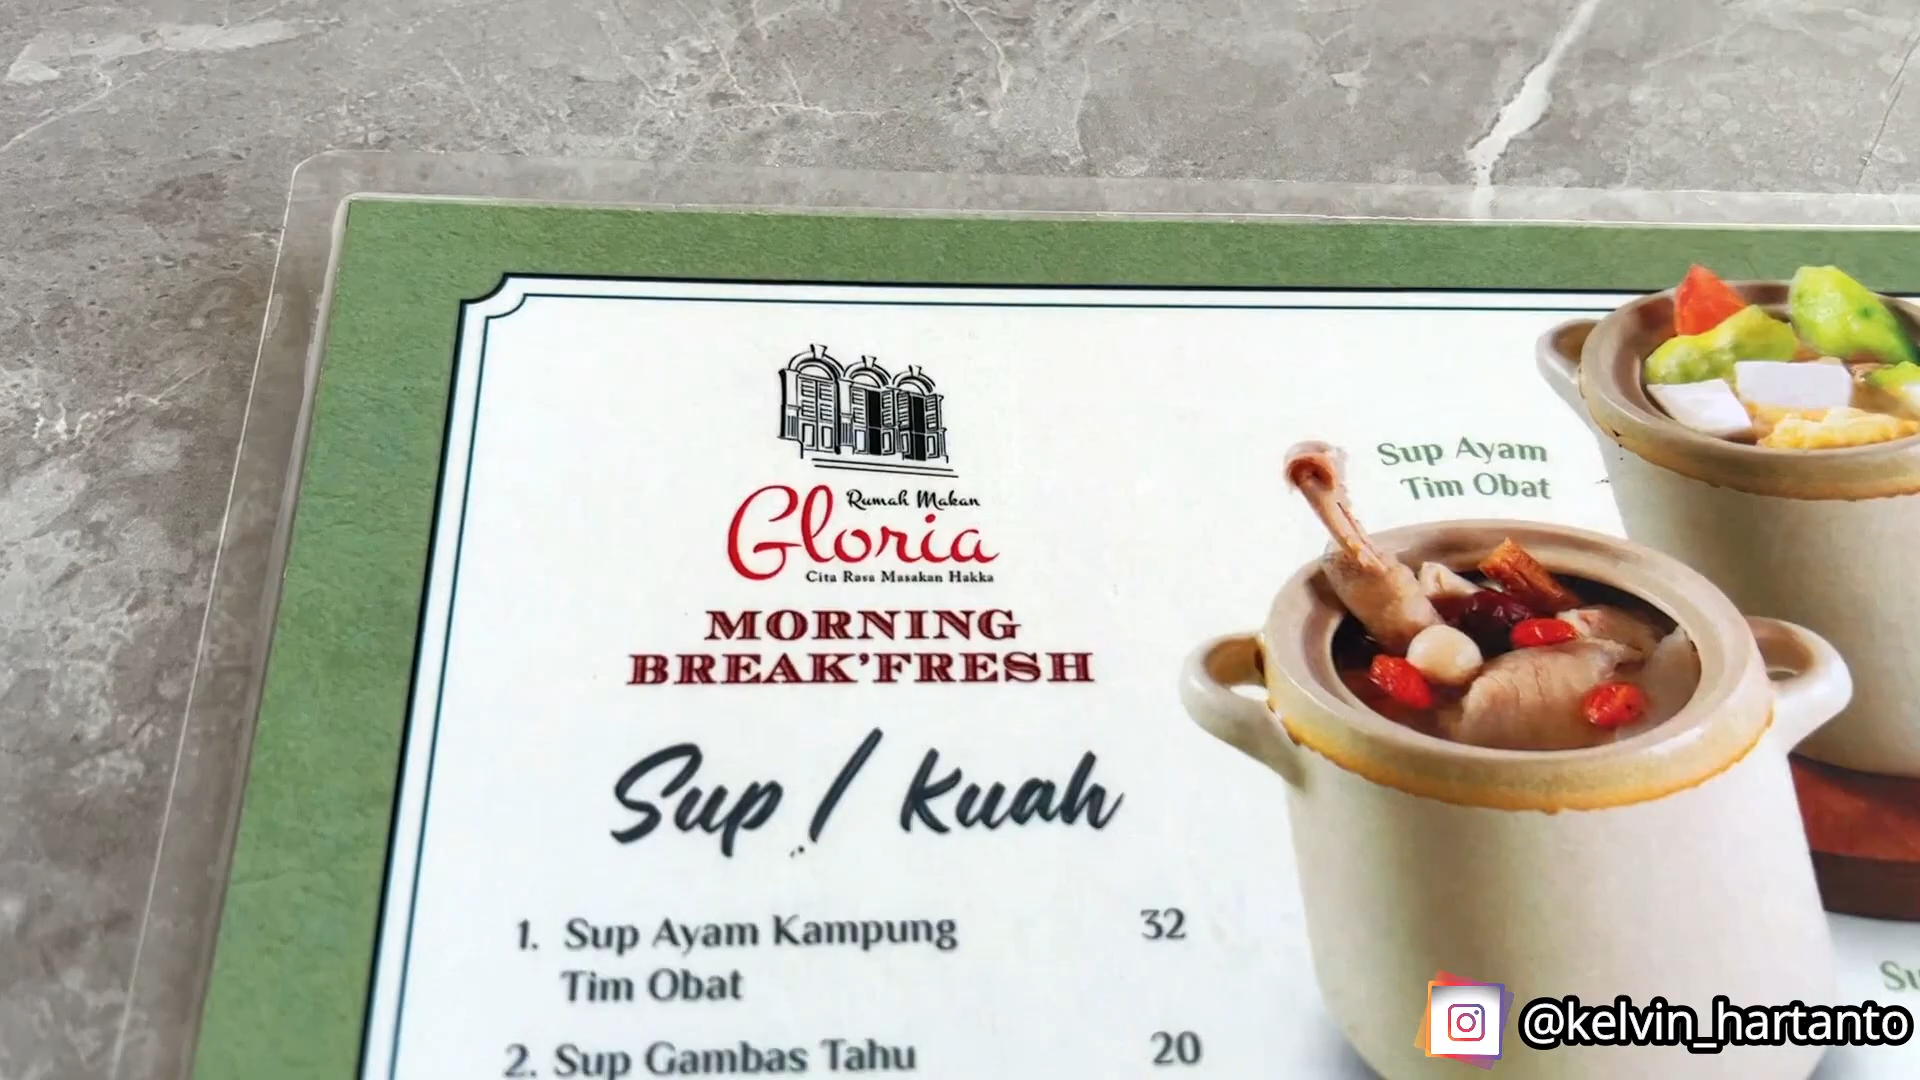 Rumah Makan
Gloria
Cita Rasa Masakan Hakka
MORNING
BREAK'FRESH
Sup / Kuah
1. Sup Ayam Kampung 32
Tim Obat
2. Sup Gambas Tahu 20
Sup Ayam
Tim Obat
@kelvin_hartanto